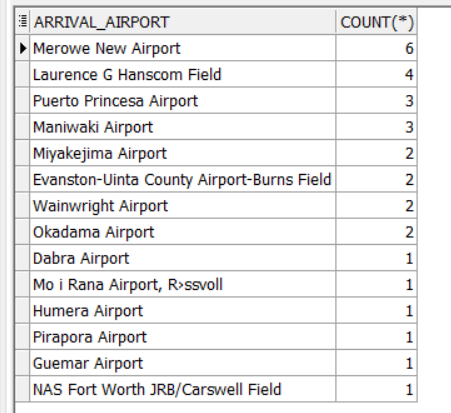 ARRIVAL_AIRPORT COUNT(*)
Merowe New Airport 6
Laurence G Hanscom Field 4
Puerto Princesa Airport 3
Maniwaki Airport 3
Miyakejima Airport 2
Evanston-Uinta County Airport-Burns Field 2
Wainwright Airport 2
Okadama Airport 2
Dabra Airport 1
Mo i Rana Airport, R>ssvoll 1
Humera Airport 1
Pirapora Airport 1
Guemar Airport 1
NAS Fort Worth JRB/Carswell Field 1